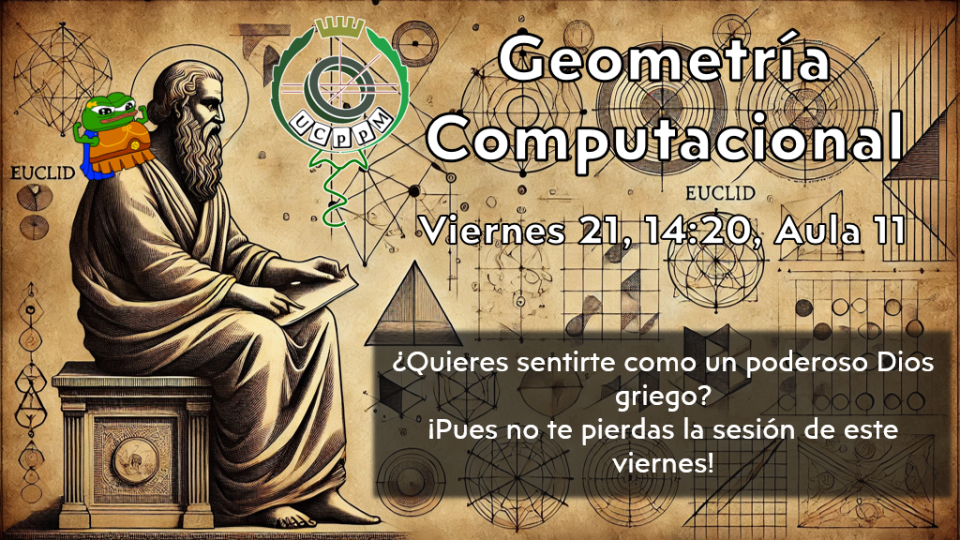 Geometría
Computacional
UCPPM
EUCLID
EUCLID
Viernes 21, 14:20, Aula 11
¿Quieres sentirte como un poderoso Dios
griego?
¡Pues no te pierdas la sesión de este
viernes!